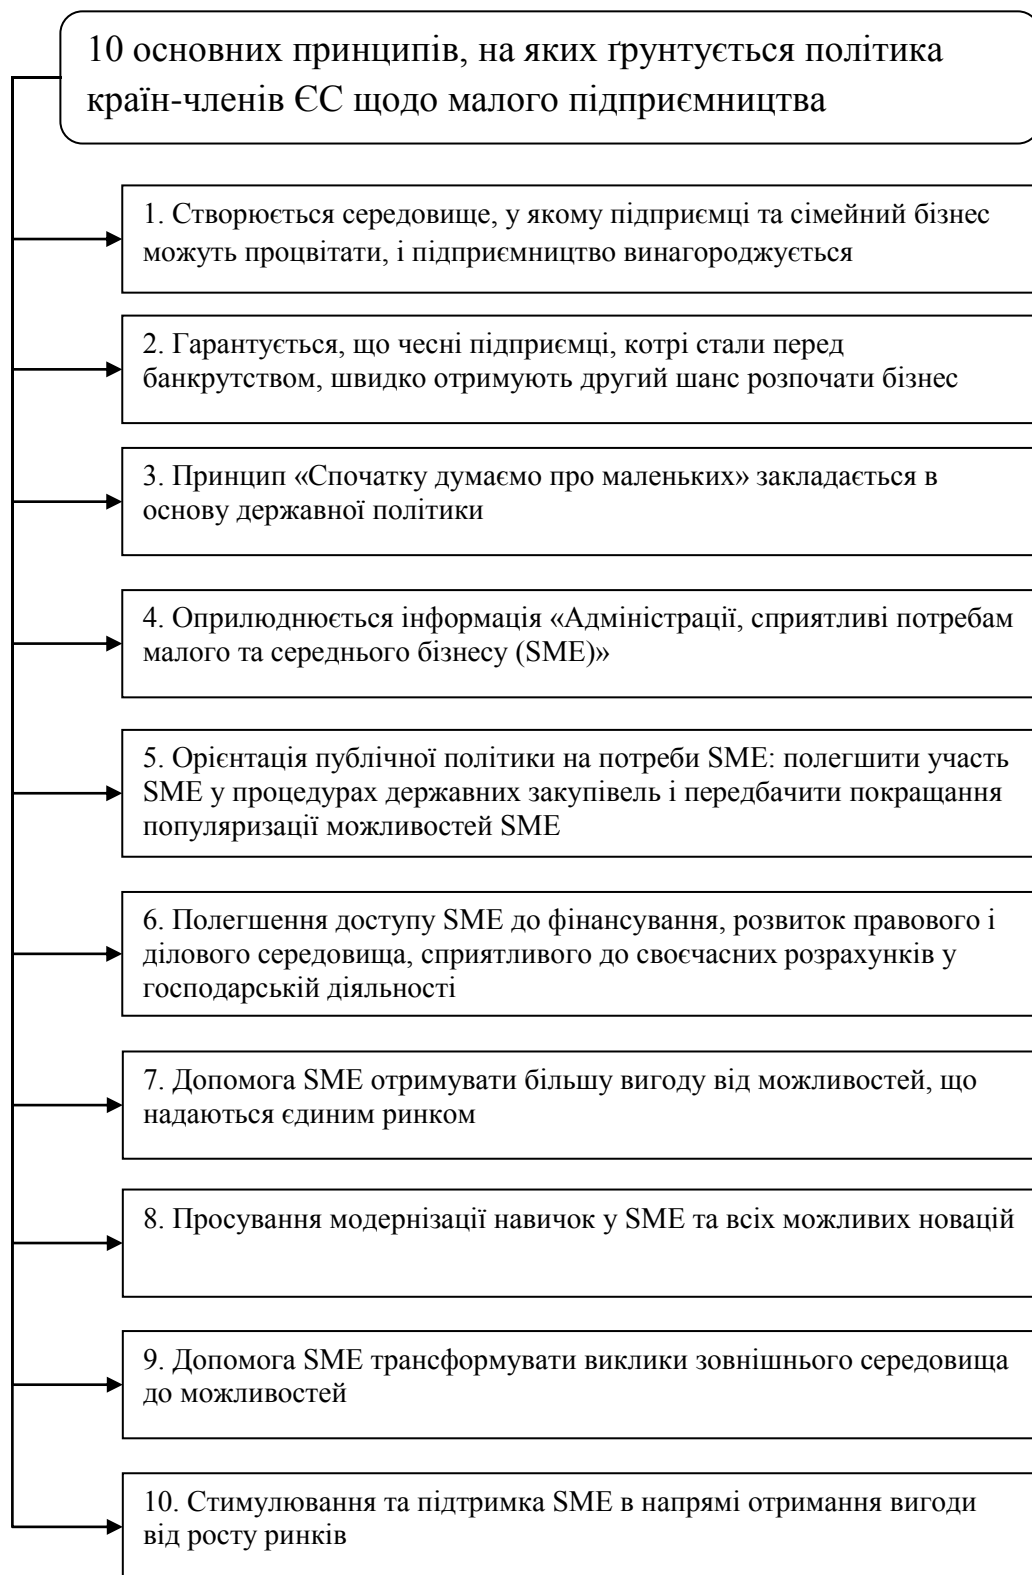 10 основних принципів, на яких ґрунтується політика
країн-членів ЄС щодо малого підприємництва
1. Створюється середовище, у якому підприємці та сімейний бізнес
можуть процвітати, і підприємництво винагороджується
2. Гарантується, що чесні підприємці, котрі стали перед
банкрутством, швидко отримують другий шанс розпочати бізнес
3. Принцип «Спочатку думаємо про маленьких» закладається в
основу державної політики
4. Оприлюднюється інформація «Адміністрації, сприятливі потребам
малого та середнього бізнесу (SME)»
5. Орієнтація публічної політики на потреби SME: полегшити участь
SME у процедурах державних закупівель і передбачити покращання
популяризації можливостей SME
6. Полегшення доступу SME до фінансування, розвиток правового і
ділового середовища, сприятливого до своєчасних розрахунків у
господарській діяльності
7. Допомога SME отримувати більшу вигоду від можливостей, що
надаються єдиним ринком
8. Просування модернізації навичок у SME та всіх можливих новацій
9. Допомога SME трансформувати виклики зовнішнього середовища
до можливостей
10. Стимулювання та підтримка SME в напрямі отримання вигоди
від росту ринків